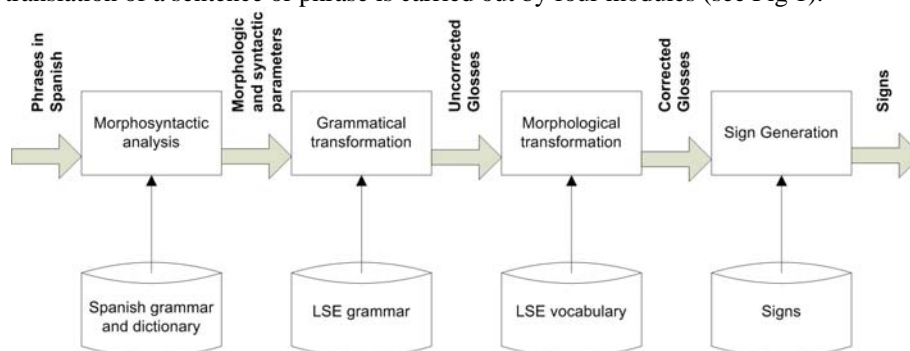 translation of a sentence or phrase is carried out by four modules (see Fig 1).
Phrases in
Spanish
Morphologic
and syntactic
parameters
Uncorrected
Glosses
Corrected
Glosses
Signs
Morphosyntactic
analysis
Grammatical
transformation
Morphological
transformation
Sign Generation
Spanish grammar
and dictionary
LSE grammar
LSE vocabulary
Signs